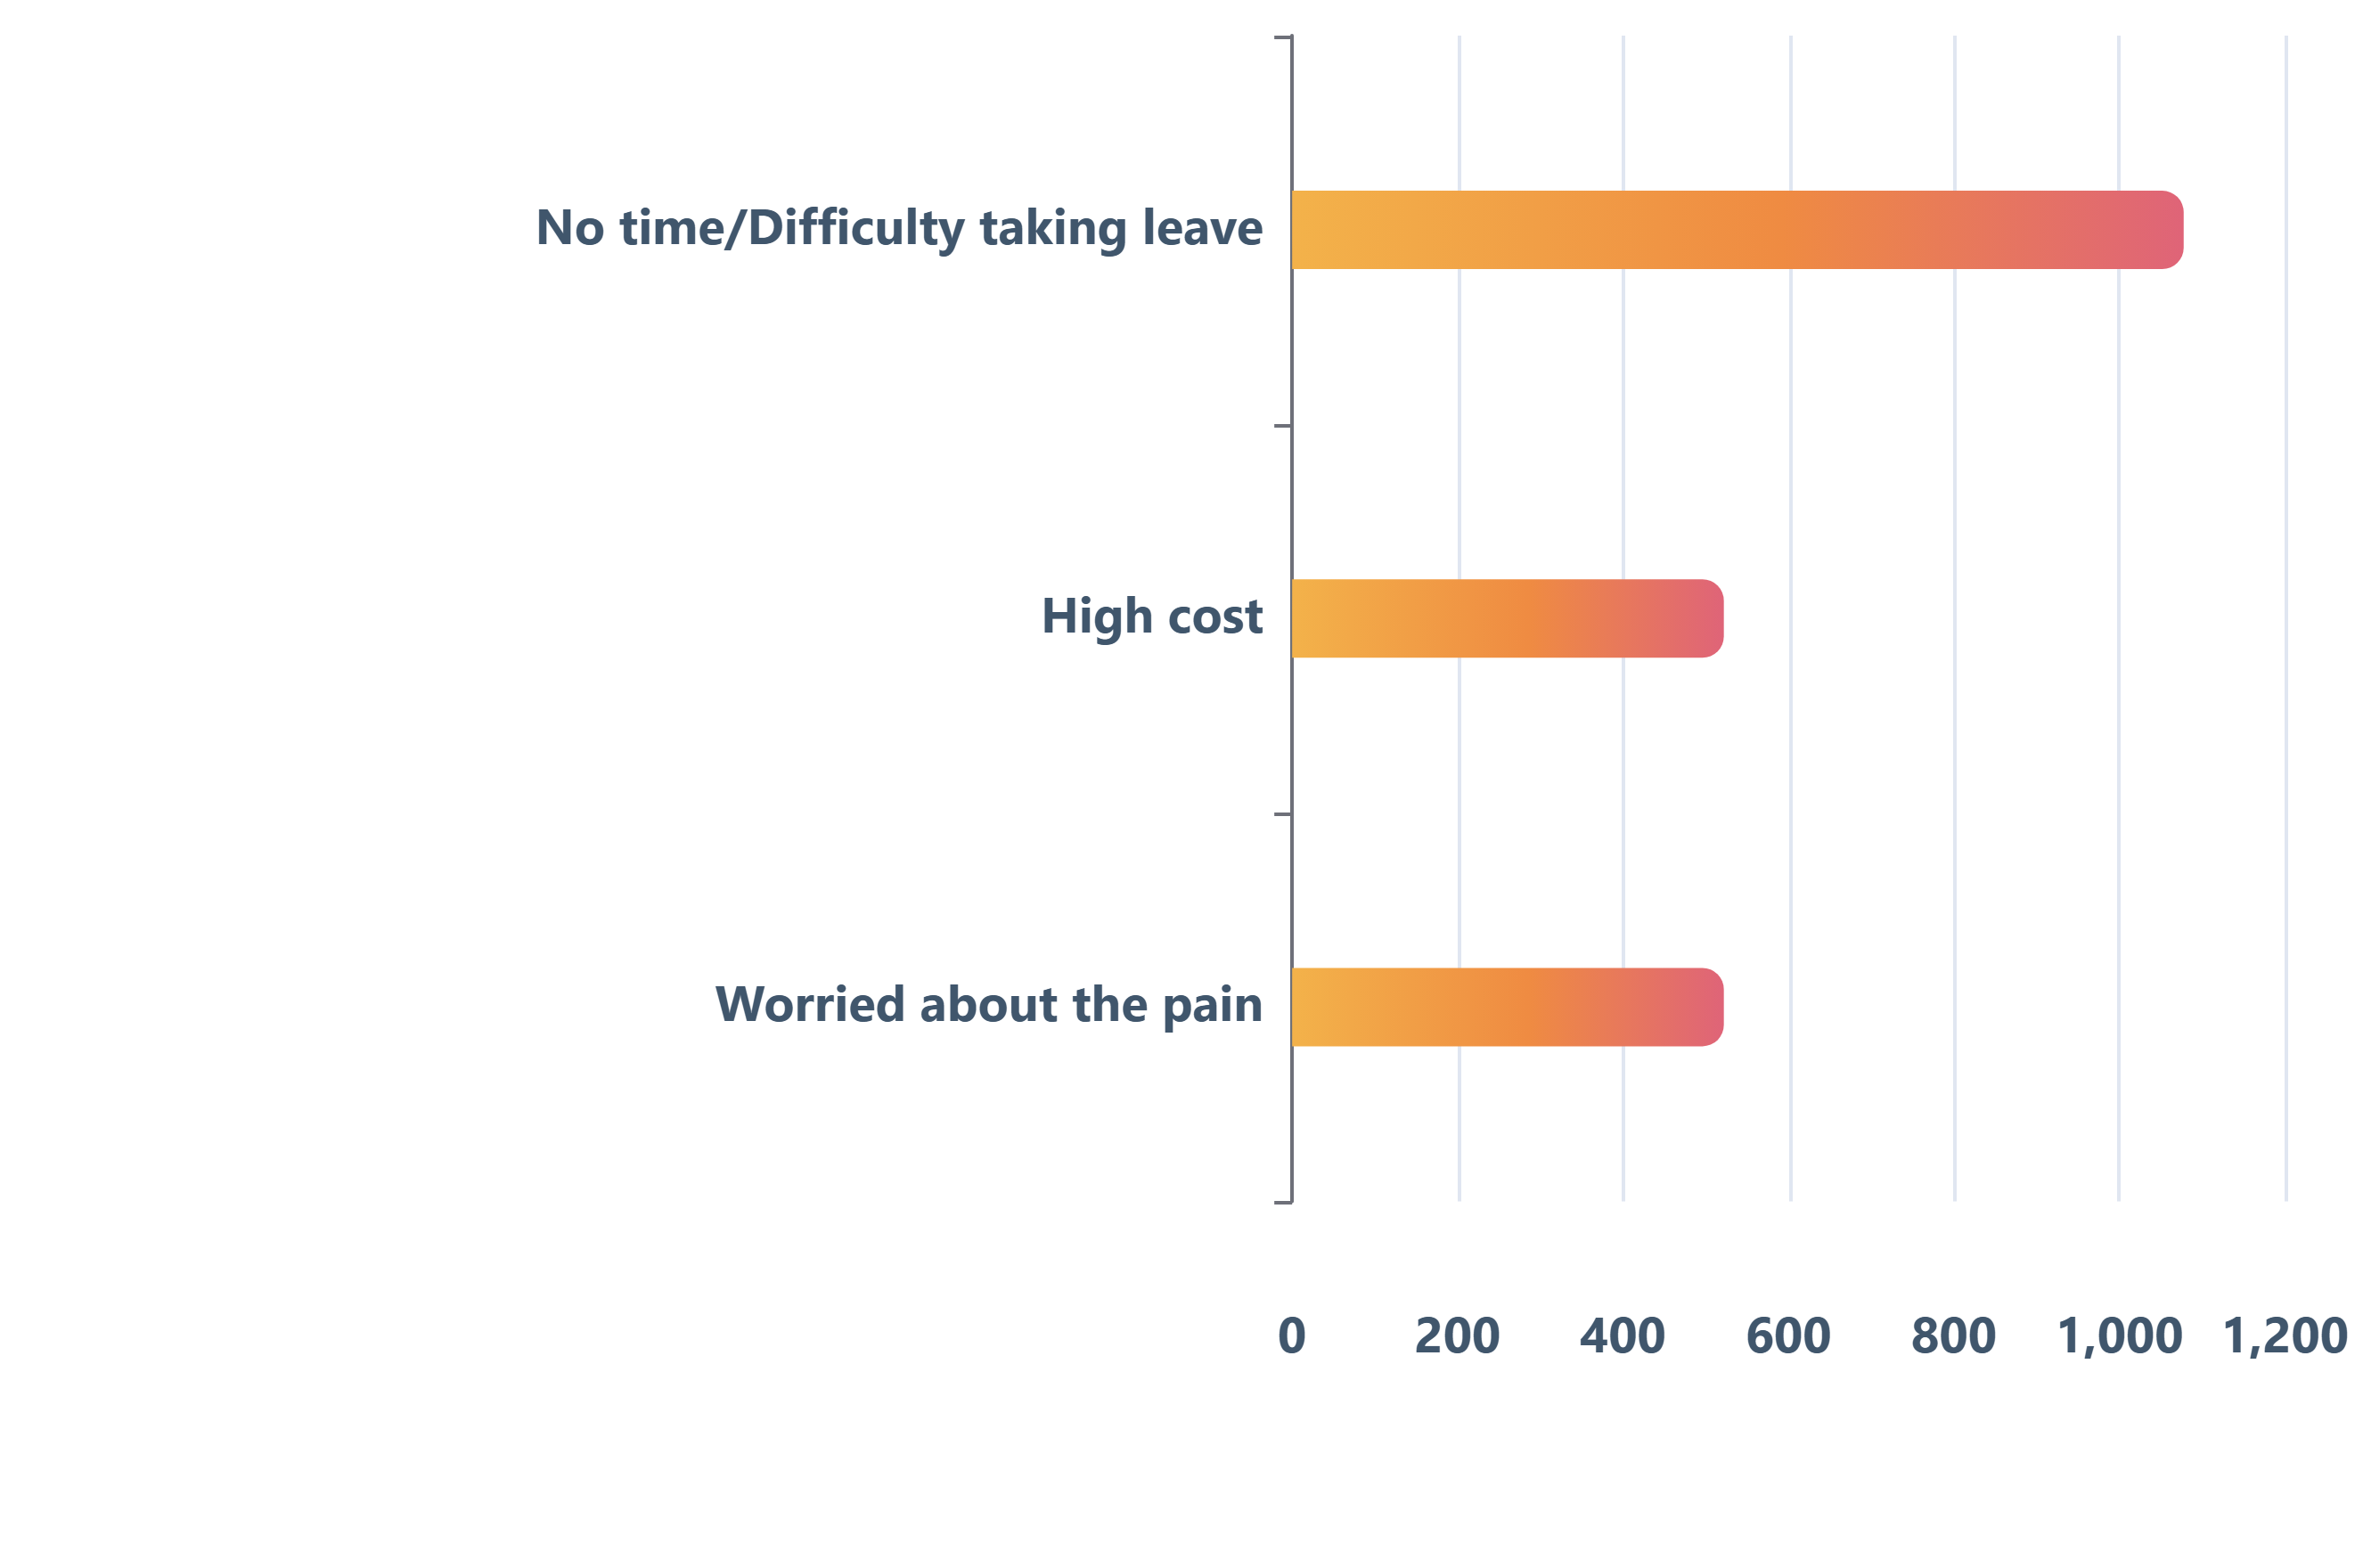 No time/Difficulty taking leave
High cost
Worried about the pain
0 200 400 600 800 1,000 1,200